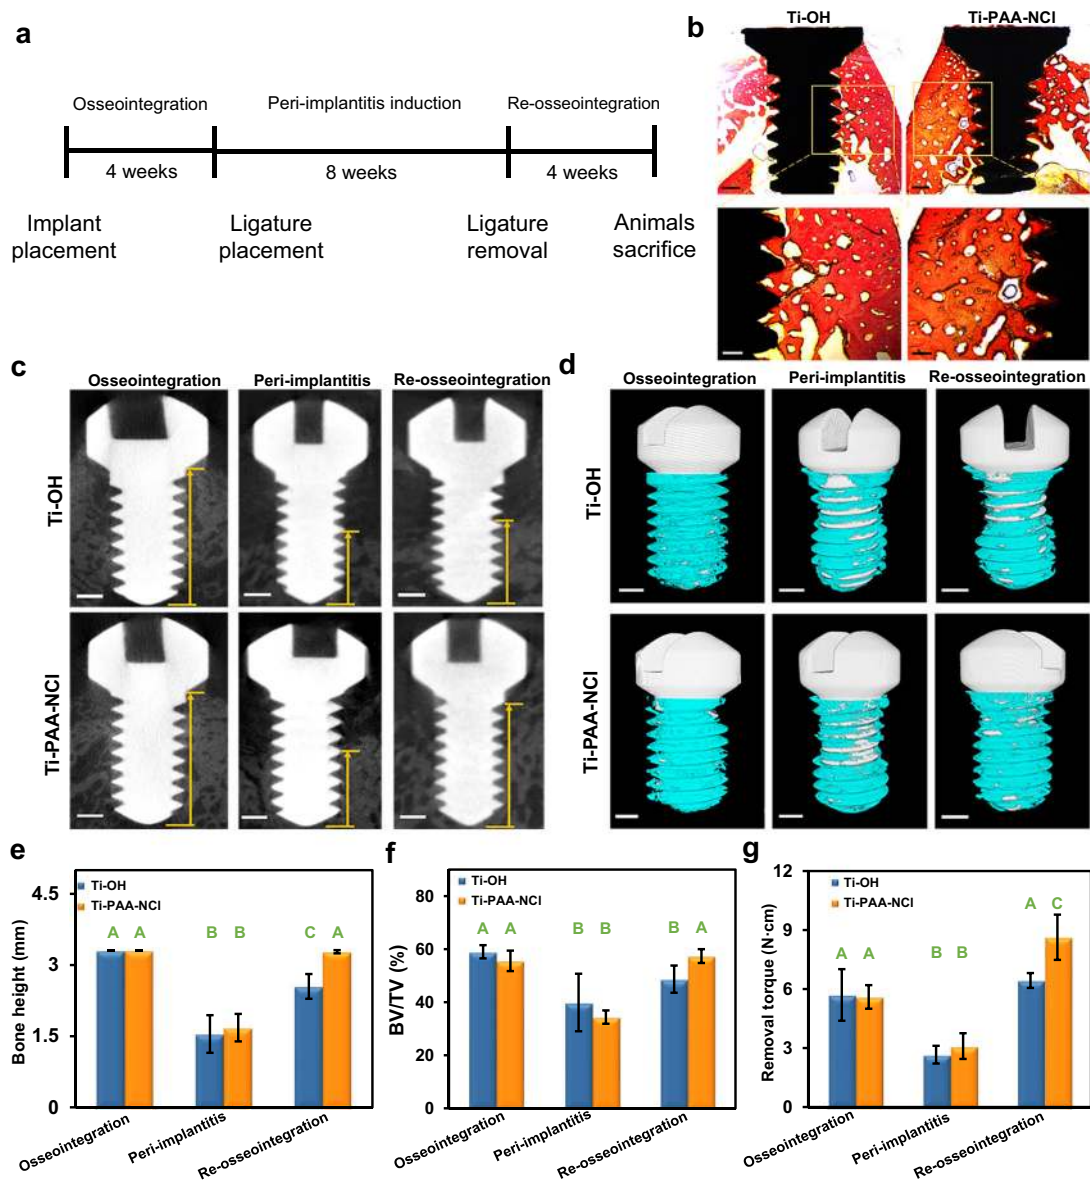 a
Osseointegration
Peri-implantitis induction
Re-osseointegration
4 weeks
8 weeks
4 weeks
Implant
placement
Ligature
placement
Ligature
removal
Animals
sacrifice
b
Ti-OH
Ti-PAA-NCl
c
Osseointegration
Peri-implantitis
Re-osseointegration
Ti-OH
Ti-PAA-NCl
d
Osseointegration
Peri-implantitis
Re-osseointegration
Ti-OH
Ti-PAA-NCl
e
Bone height (mm)
4.5
3
1.5
0
Ti-OH
Ti-PAA-NCl
A A B B C A
Osseointegration
Peri-implantitis
Re-osseointegration
f
BV/TV (%)
80
60
40
20
0
Ti-OH
Ti-PAA-NCl
A A B B B A
Osseointegration
Peri-implantitis
Re-osseointegration
g
Removal torque (N·cm)
12
9
6
3
0
Ti-OH
Ti-PAA-NCl
A A B B A C
Osseointegration
Peri-implantitis
Re-osseointegration